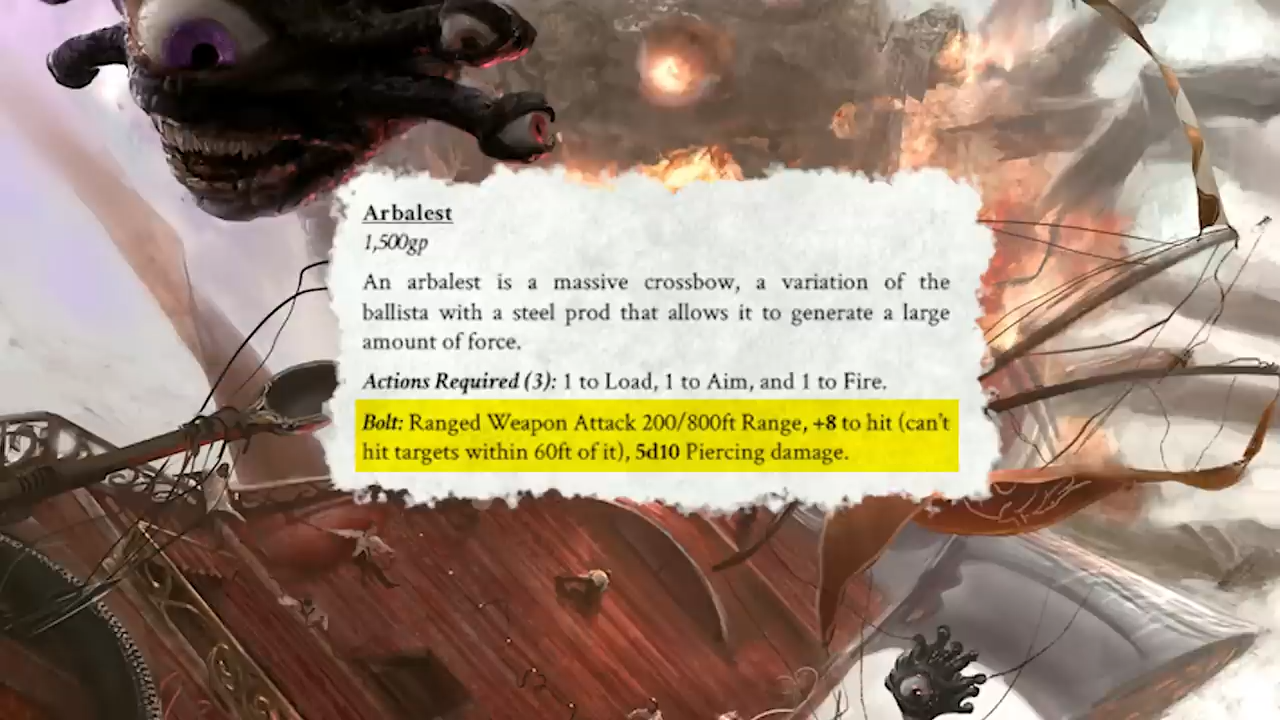 Arbalest
1,500gp
An arbalest is a massive crossbow, a variation of the
ballista with a steel prod that allows it to generate a large
amount of force.
Actions Required (3): 1 to Load, 1 to Aim, and 1 to Fire.
Bolt: Ranged Weapon Attack 200/800ft Range, +8 to hit (can't
hit targets within 60ft of it), 5d10 Piercing damage.